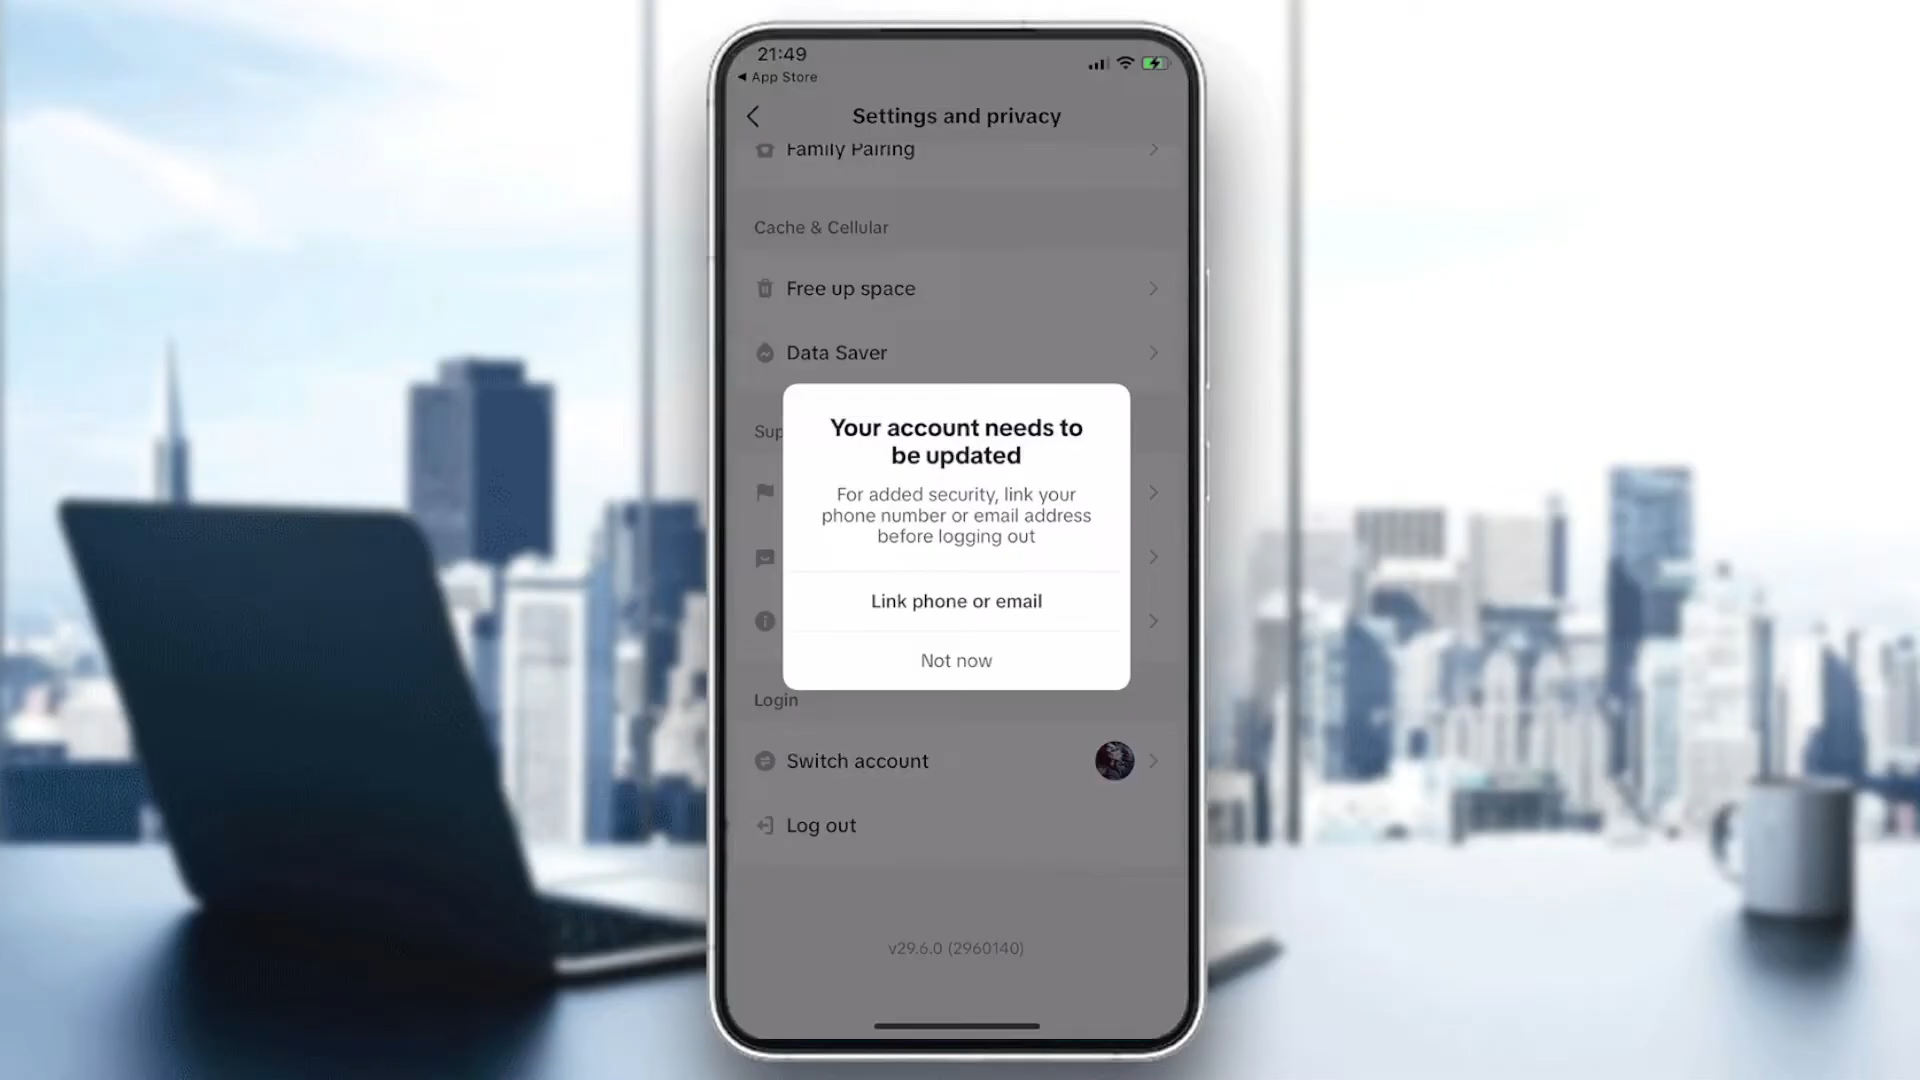 21:49
◀ App Store
Settings and privacy
Family Pairing
Cache & Cellular
Free up space
Data Saver
Sup
Your account needs to
be updated
For added security, link your
phone number or email address
before logging out
Link phone or email
Not now
Login
Switch account
Log out
v29.6.0 (2960140)